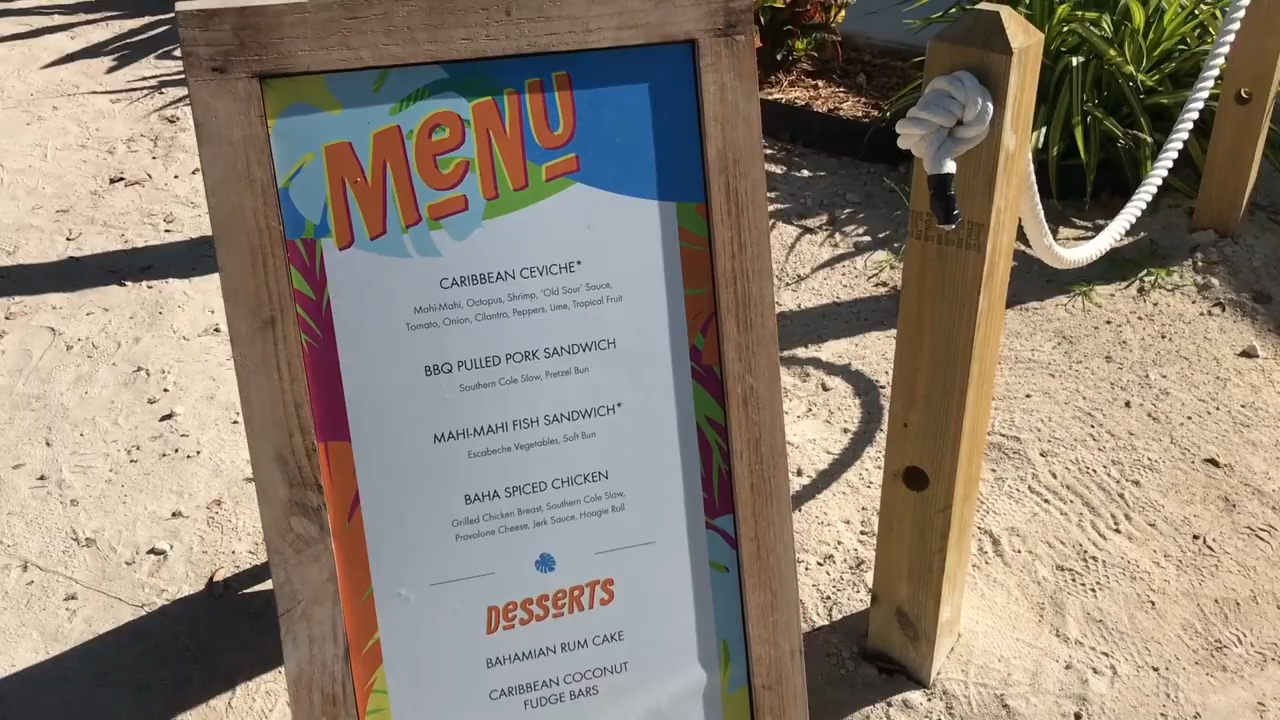 MeNU
CARIBBEAN CEVICHE*
Mahi-Mahi, Octopus, Shrimp, 'Old Sour' Sauce,
Tomato, Onion, Cilantro, Peppers, Lime, Tropical Fruit
BBQ PULLED PORK SANDWICH
Southern Cole Slaw, Pretzel Bun
MAHI-MAHI FISH SANDWICH*
Escabeche Vegetables, Soft Bun
BAHA SPICED CHICKEN
Grilled Chicken Breast, Southern Cole Slaw,
Provolone Cheese, Jerk Sauce, Hoagie Roll
DesseRTS
BAHAMIAN RUM CAKE
CARIBBEAN COCONUT
FUDGE BARS